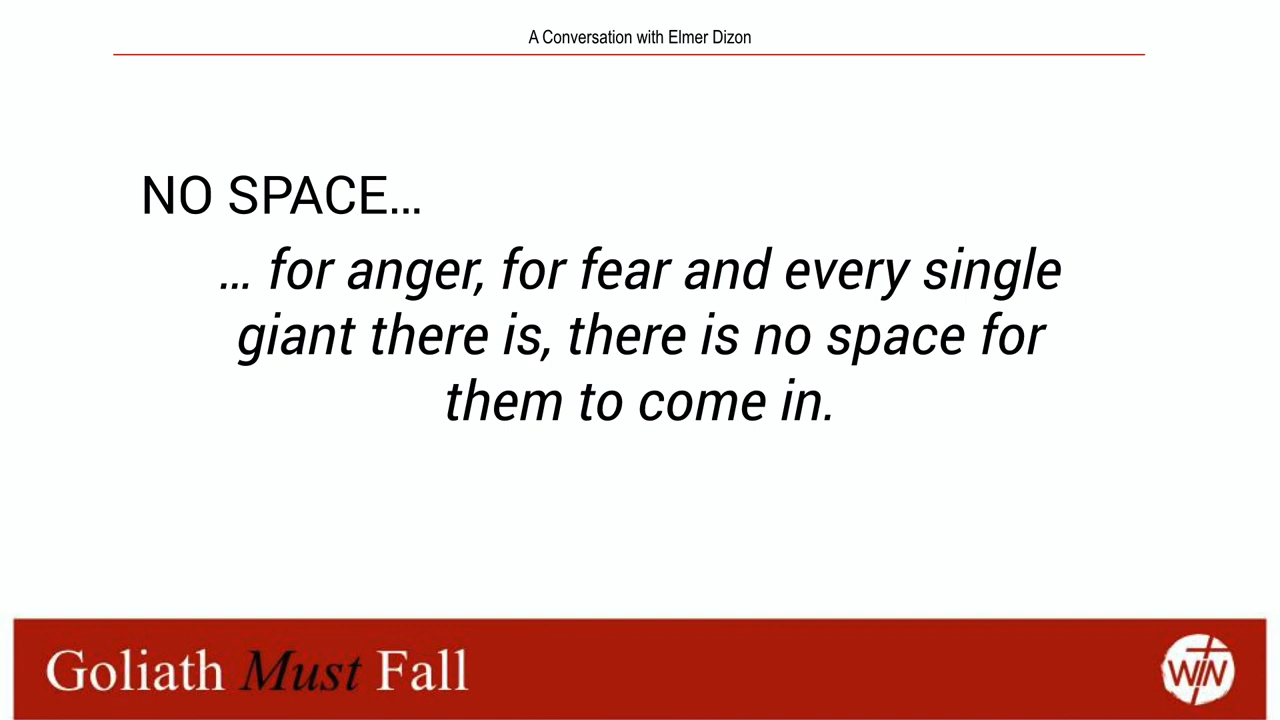 A Conversation with Elmer Dizon
NO SPACE...
... for anger, for fear and every single
giant there is, there is no space for
them to come in.
Goliath Must Fall
WIN